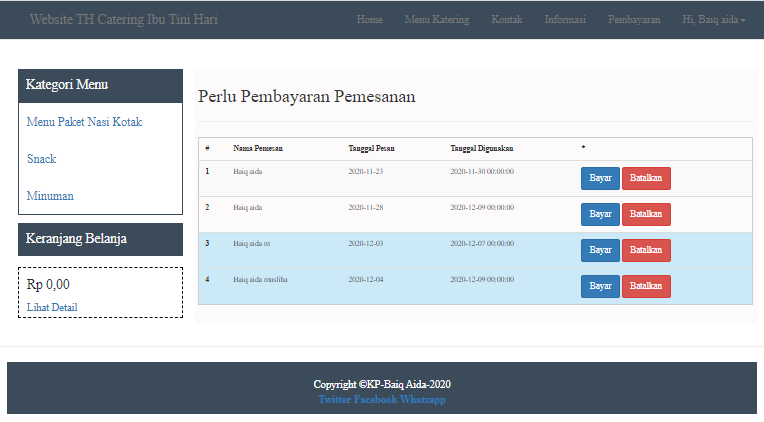 Website TH Catering Ibu Tini Hari Home Menu Katering Kontak Informasi Pembayaran Hi, Baiq aida
Kategori Menu
Menu Paket Nasi Kotak
Snack
Minuman
Keranjang Belanja
Rp 0,00
Lihat Detail
Perlu Pembayaran Pemesanan
# Nama Pemesan Tanggal Pesan Tanggal Digunakan *
1 Baiq aida 2020-11-23 2020-11-30 00:00:00 Bayar Batalkan
2 Baiq aida 2020-11-28 2020-12-09 00:00:00 Bayar Batalkan
3 Baiq aida m 2020-12-03 2020-12-07 00:00:00 Bayar Batalkan
4 Baiq aida musliha 2020-12-04 2020-12-09 00:00:00 Bayar Batalkan
Copyright ©KP-Baiq Aida-2020
Twitter Facebook Whatsapp